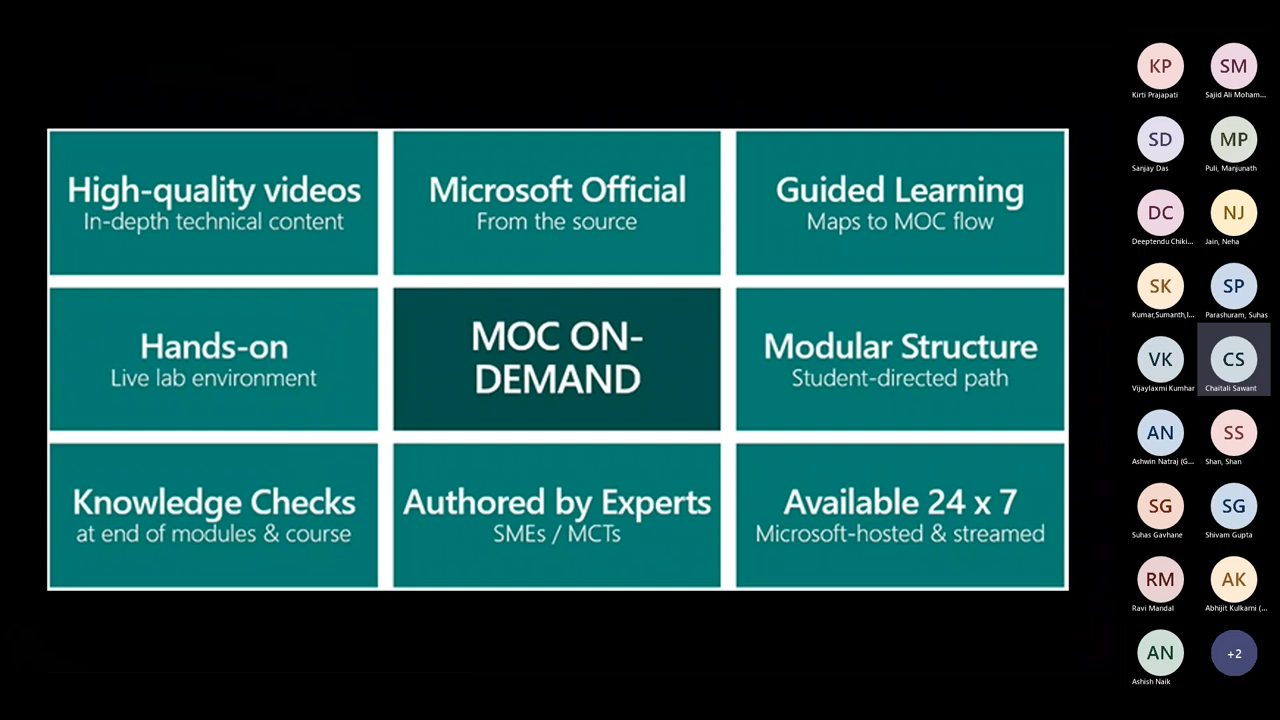 High-quality videos
In-depth technical content
Microsoft Official
From the source
Guided Learning
Maps to MOC flow
Hands-on
Live lab environment
MOC ON-
DEMAND
Modular Structure
Student-directed path
Knowledge Checks
at end of modules & course
Authored by Experts
SMEs / MCTs
Available 24 x 7
Microsoft-hosted & streamed
KP
Kirti Prajapati
SM
Sajid Ali Moham...
SD
Sanjay Das
MP
Puli, Manjunath
DC
Deeptendu Chiki...
NJ
Jain, Neha
SK
Kumar,Sumanth,I...
SP
Parashuram, Suhas
VK
Vijaylaxmi Kumhar
CS
Chaitali Sawant
AN
Ashwin Natraj (G...
SS
Shan, Shan
SG
Suhas Gavhane
SG
Shivam Gupta
RM
Ravi Mandal
AK
Abhijit Kulkarni (...
AN
Ashish Naik
+2